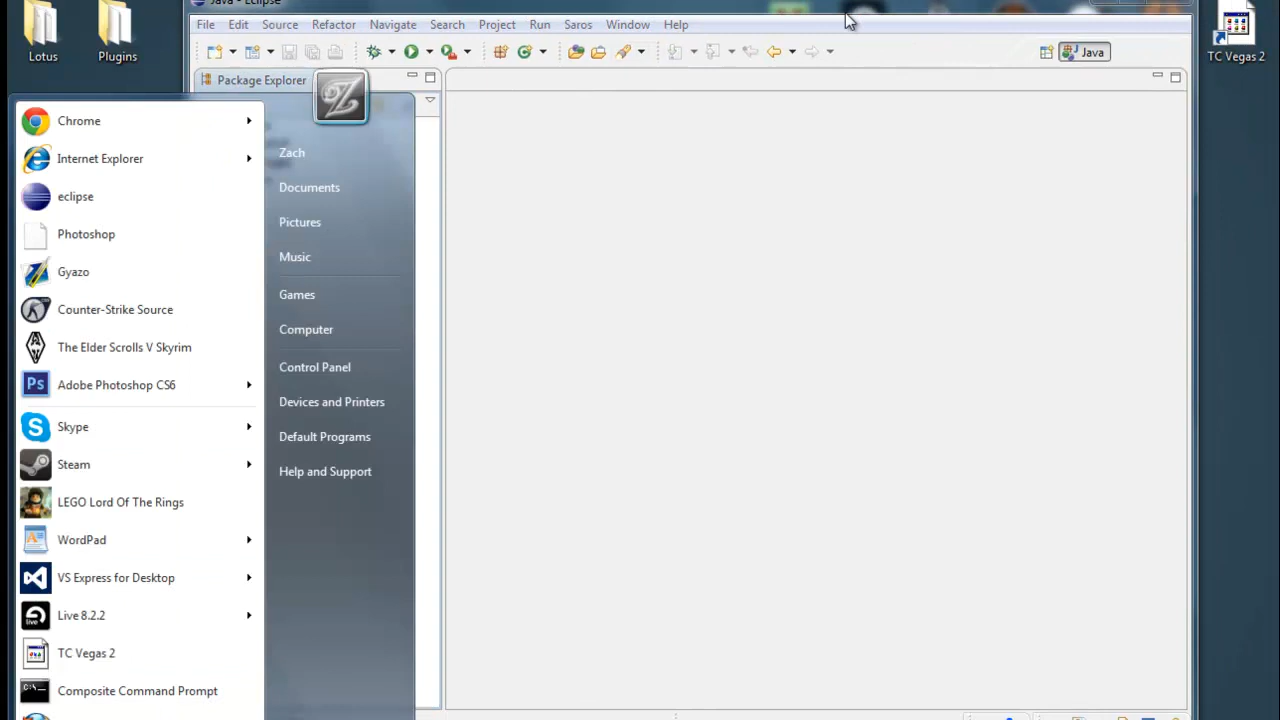 Java - Eclipse
File Edit Source Refactor Navigate Search Project Run Saros Window Help
Java
Package Explorer
Lotus
Plugins
TC Vegas 2
Chrome
Internet Explorer
eclipse
Photoshop
Gyazo
Counter-Strike Source
The Elder Scrolls V Skyrim
Ps
Adobe Photoshop CS6
Skype
Steam
LEGO Lord Of The Rings
WordPad
VS Express for Desktop
live
Live 8.2.2
TC Vegas 2
C:\
Composite Command Prompt
Zach
Documents
Pictures
Music
Games
Computer
Control Panel
Devices and Printers
Default Programs
Help and Support